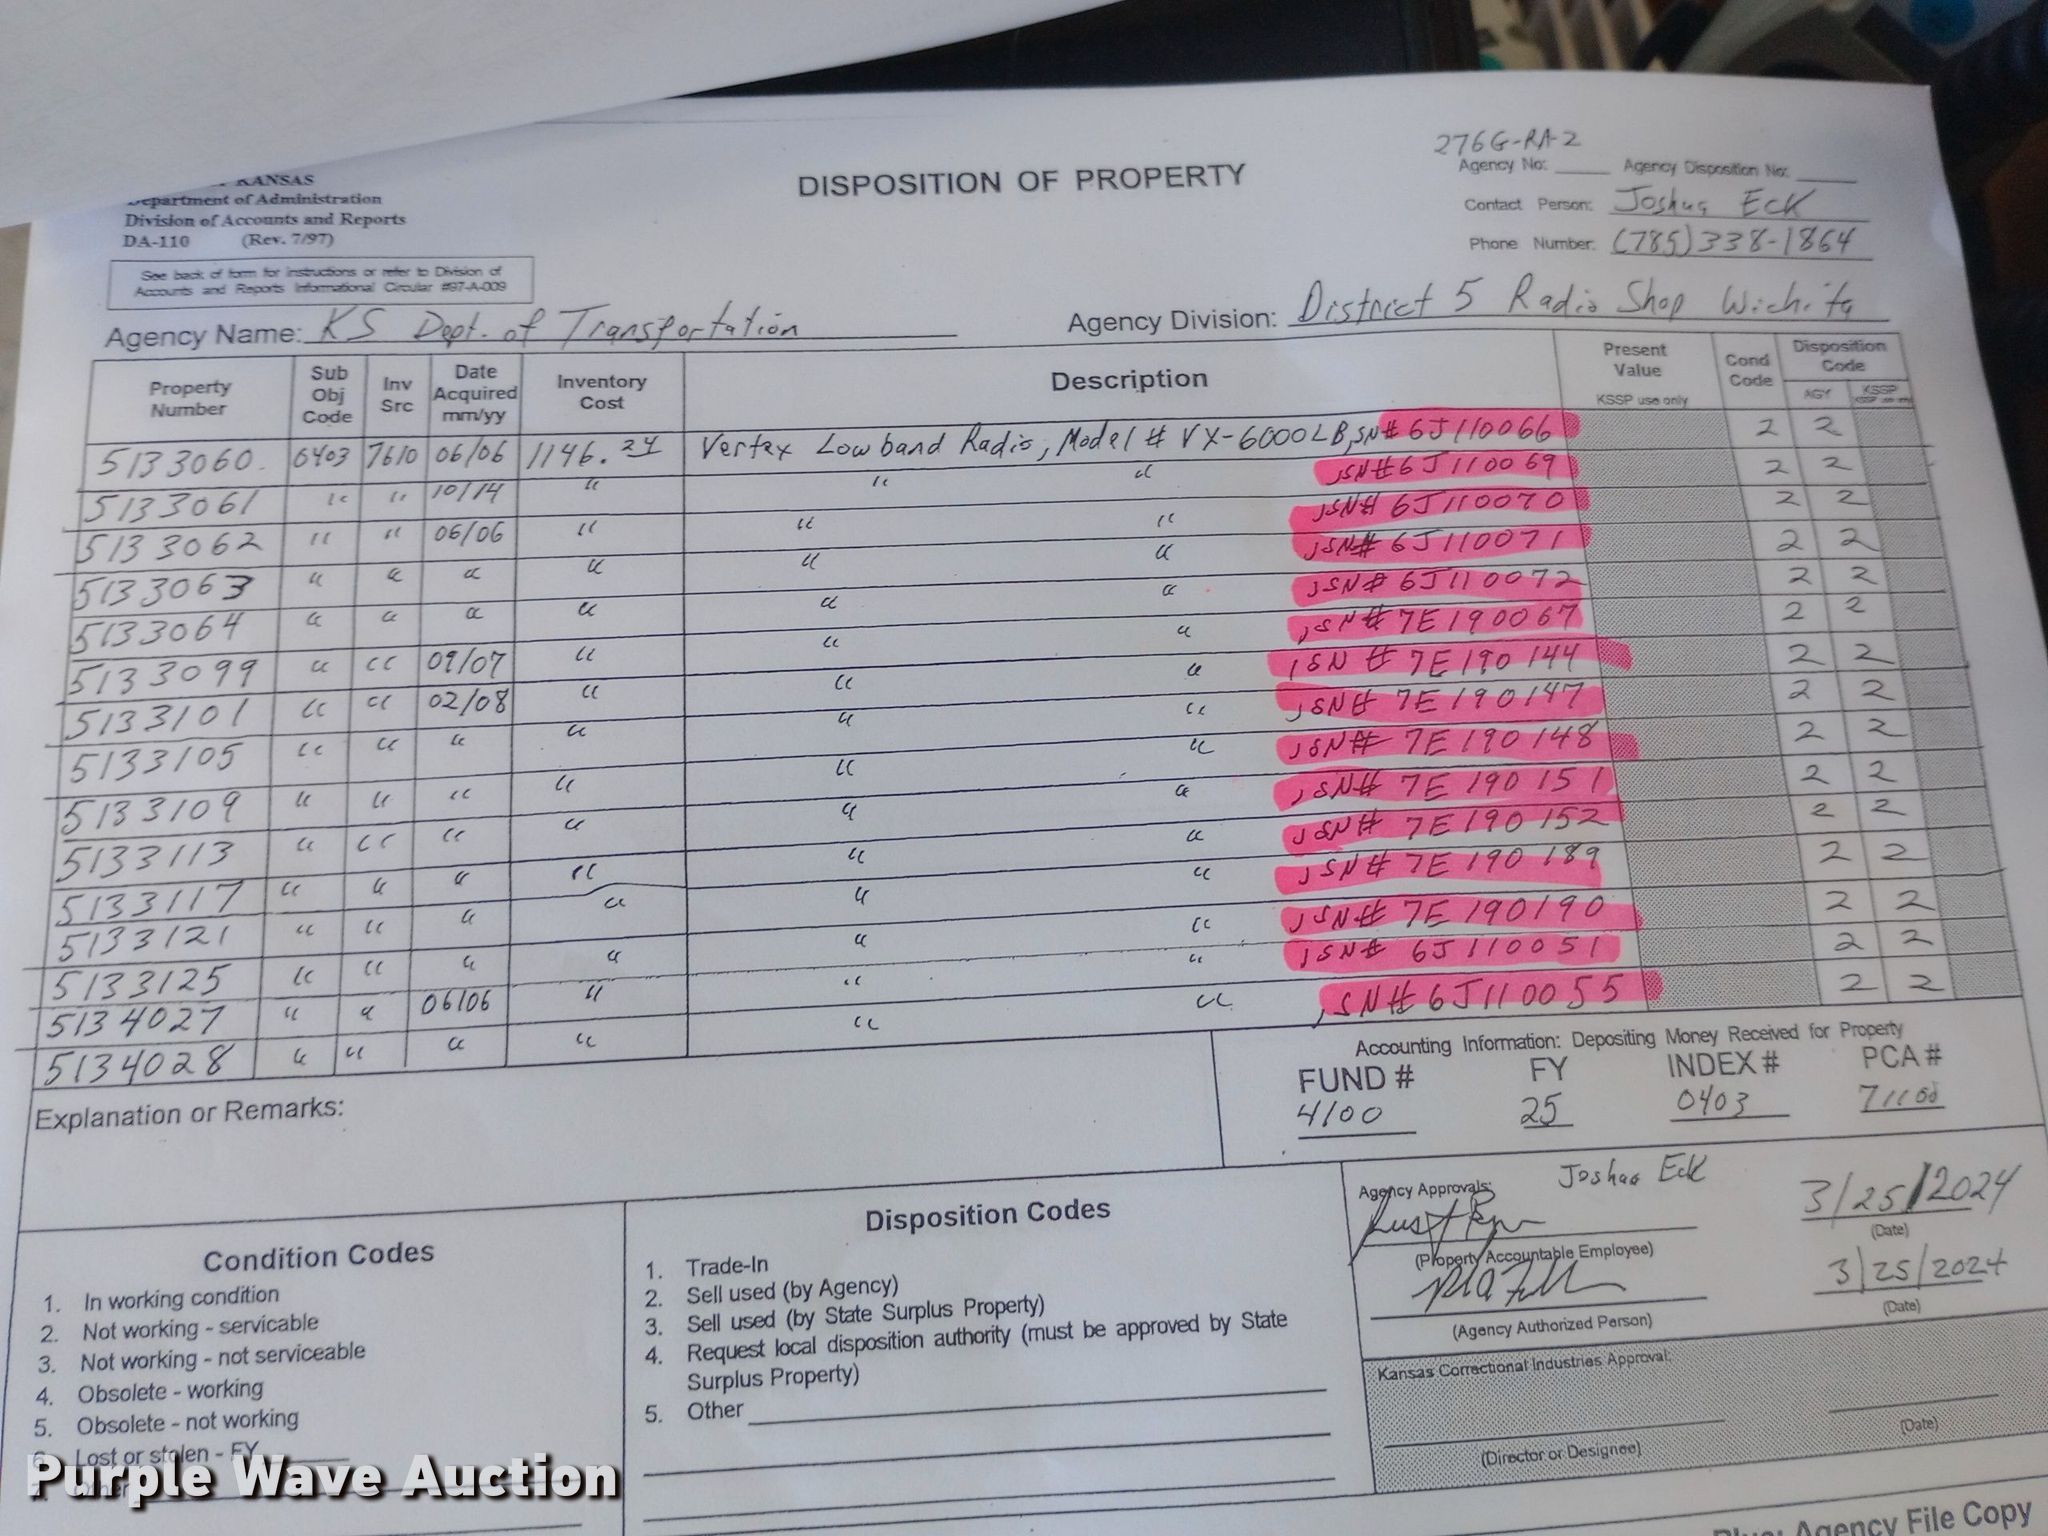 276G-RA-2
KANSAS
Department of Administration
Division of Accounts and Reports
DA-110 (Rev. 7/97)
See back of form for instructions or refer to Division of
Accounts and Reports Informational Circular #97-A-009
DISPOSITION OF PROPERTY
Agency No: Agency Disposition No:
Contact Person: Joshua Eck
Phone Number: (785)338-1864
Agency Name: KS Dept. of Transportation Agency Division: District 5 Radio Shop Wichita
Property Number Sub Obj Code Inv Src Date Acquired mm/yy Inventory Cost Description Present Value KSSP use only Cond Code Disposition Code AGY KSSP
5133060 0403 7610 06/06 1146.24 Vertex Lowband Radio, Model # VX-6000LB, SN# 6J110066 2 2
5133061 " " 10/14 " " " , SN# 6J110069 2 2
5133062 " " 06/06 " " " , SN# 6J110070 2 2
5133063 " " " " " " , SN# 6J110071 2 2
5133064 " " " " " " , SN# 6J110072 2 2
5133099 " " 09/07 " " " , SN# 7E190067 2 2
5133101 " " 02/08 " " " , SN # 7E190144 2 2
5133105 " " " " " " , SN# 7E190147 2 2
5133109 " " " " " " , SN# 7E190148 2 2
5133113 " " " " " " , SN# 7E190151 2 2
5133117 " " " " " " , SN# 7E190152 2 2
5133121 " " " " " " , SN# 7E190189 2 2
5133125 " " " " " " , SN# 7E190190 2 2
5134027 " " 06/06 " " " , SN# 6J110051 2 2
5134028 " " " " " " , SN# 6J110055 2 2
Explanation or Remarks:
Accounting Information: Depositing Money Received for Property
FUND # FY INDEX # PCA #
4100 25 0403
Condition Codes
1. In working condition
2. Not working - servicable
3. Not working - not serviceable
4. Obsolete - working
5. Obsolete - not working
6. Lost or stolen - FY
Disposition Codes
1. Trade-In
2. Sell used (by Agency)
3. Sell used (by State Surplus Property)
4. Request local disposition authority (must be approved by State
Surplus Property)
5. Other
Agency Approvals: Joshua Eck
3/25/2024
(Property Accountable Employee) (Date)
3/25/2024
(Agency Authorized Person) (Date)
Kansas Correctional Industries Approval:
(Director or Designee) (Date)
Agency File Copy
Purple Wave Auction